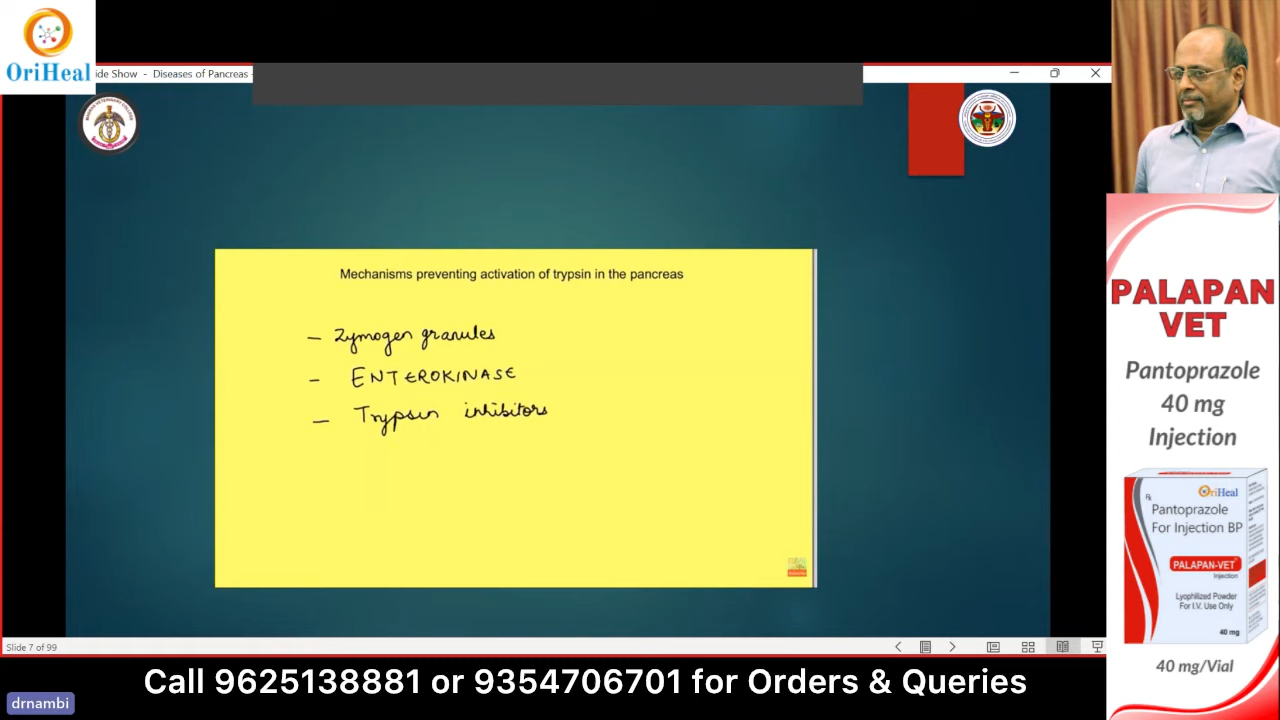 OriHeal
ide Show - Diseases of Pancreas -
Mechanisms preventing activation of trypsin in the pancreas
- Zymogen granules
- ENTEROKINASE
- Trypsin inhibitors
Slide 7 of 99
PALAPAN
VET
Pantoprazole
40 mg
Injection
OriHeal
Rx
Pantoprazole
For Injection BP
PALAPAN-VET
Injection
Lyophilized Powder
For I.V. Use Only
40 mg
40 mg/Vial
Call 9625138881 or 9354706701 for Orders & Queries
drnambi